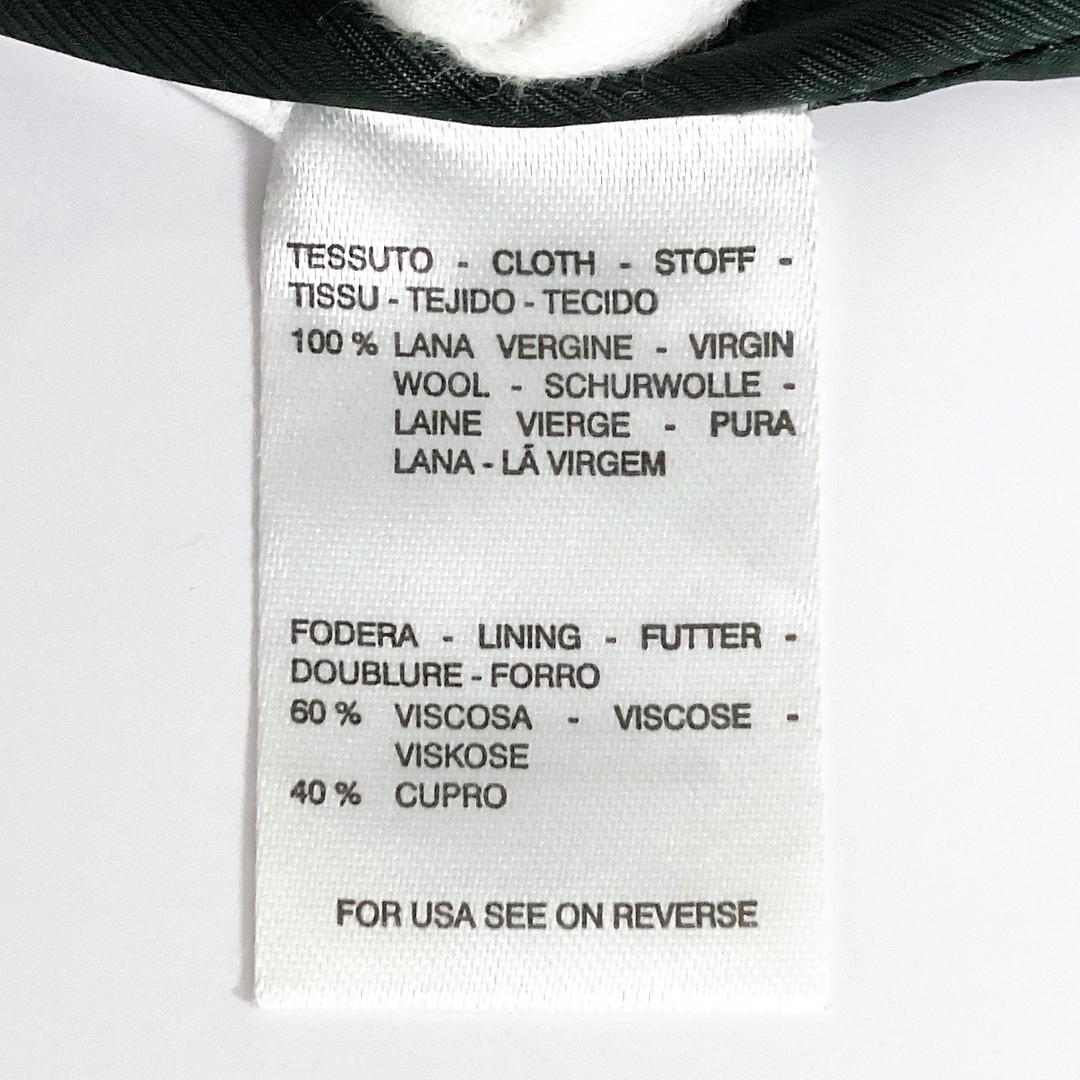 TESSUTO - CLOTH - STOFF -
TISSU - TEJIDO - TECIDO
100 % LANA VERGINE - VIRGIN
WOOL - SCHURWOLLE -
LAINE VIERGE - PURA
LANA - LÃ VIRGEM
FODERA - LINING - FUTTER -
DOUBLURE - FORRO
60 % VISCOSA - VISCOSE -
VISKOSE
40 % CUPRO
FOR USA SEE ON REVERSE